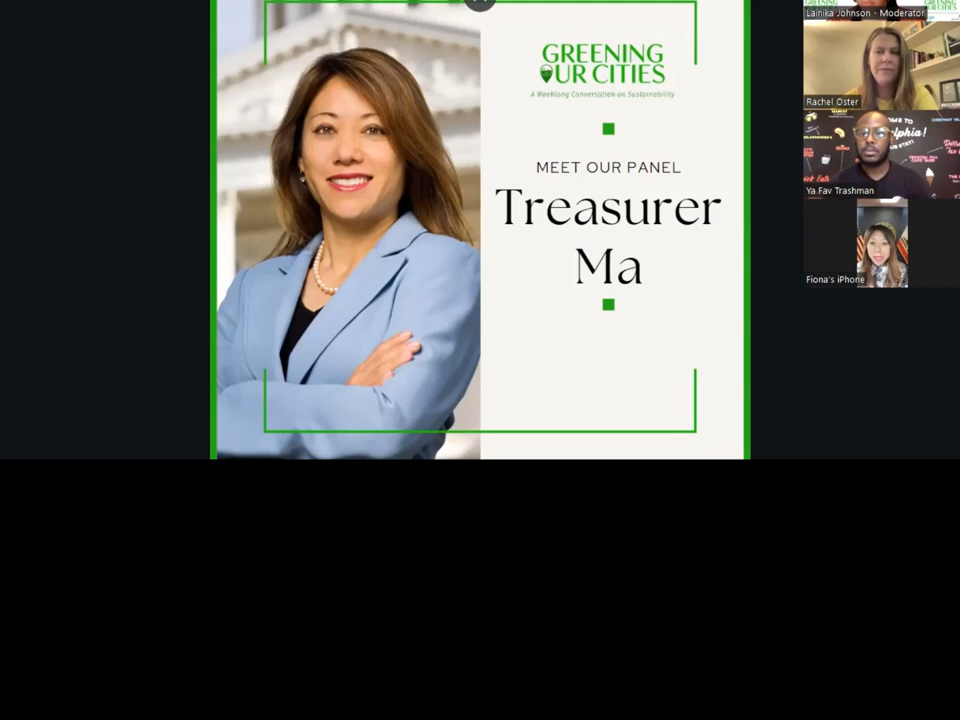 GREENING
OUR CITIES
A Weeklong Conversation on Sustainability
MEET OUR PANEL
Treasurer
Ma
Lainika Johnson - Moderator
Rachel Oster
Ya Fav Trashman
Fiona's iPhone